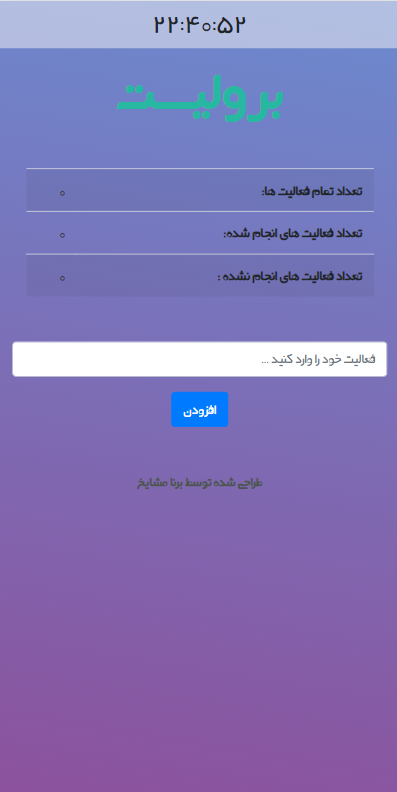 ۲۲:۴۰:۵۲
برولیست
تعداد تمام فعالیت ها: ۰
تعداد فعالیت های انجام شده: ۰
تعداد فعالیت های انجام نشده : ۰
فعالیت خود را وارد کنید ...
افزودن
طراحی شده توسط برنا مشایخ